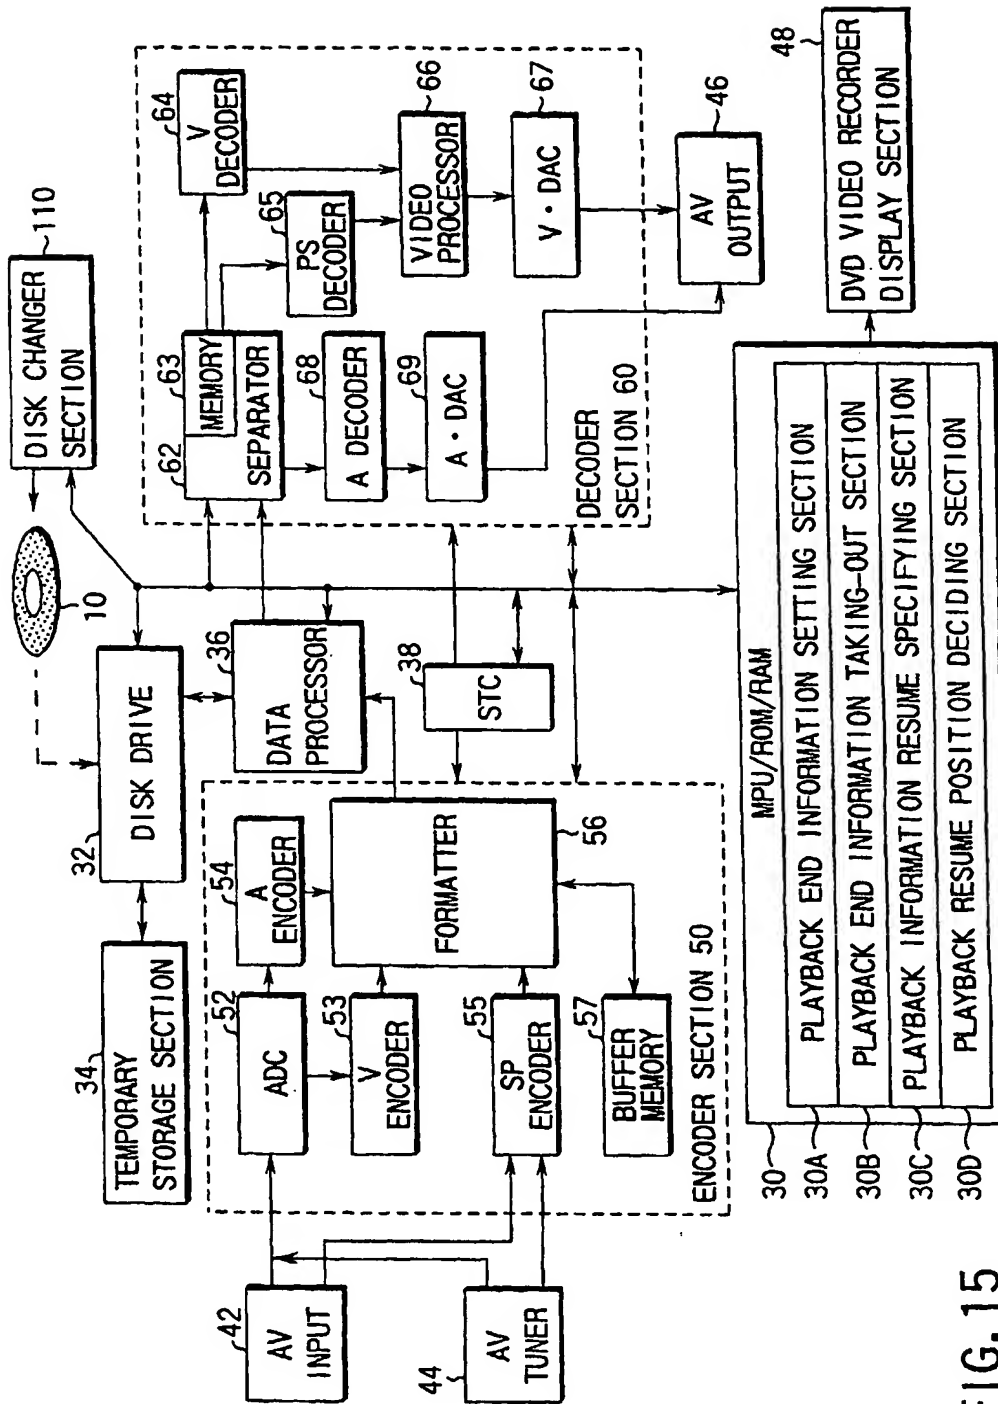 110
DISK CHANGER
SECTION
10
32
DISK DRIVE
34
TEMPORARY
STORAGE SECTION
36
DATA
PROCESSOR
38
STC
42
AV
INPUT
44
AV
TUNER
52
ADC
54
A
ENCODER
53
V
ENCODER
55
SP
ENCODER
56
FORMATTER
57
BUFFER
MEMORY
ENCODER SECTION 50
62
63
MEMORY
SEPARATOR
64
V
DECODER
65
PS
DECODER
66
VIDEO
PROCESSOR
67
V・DAC
68
A DECODER
69
A・DAC
DECODER
SECTION 60
46
AV
OUTPUT
48
DVD VIDEO RECORDER
DISPLAY SECTION
30
MPU/ROM/RAM
30A
PLAYBACK END INFORMATION SETTING SECTION
30B
PLAYBACK END INFORMATION TAKING-OUT SECTION
30C
PLAYBACK INFORMATION RESUME SPECIFYING SECTION
30D
PLAYBACK RESUME POSITION DECIDING SECTION
FIG. 15